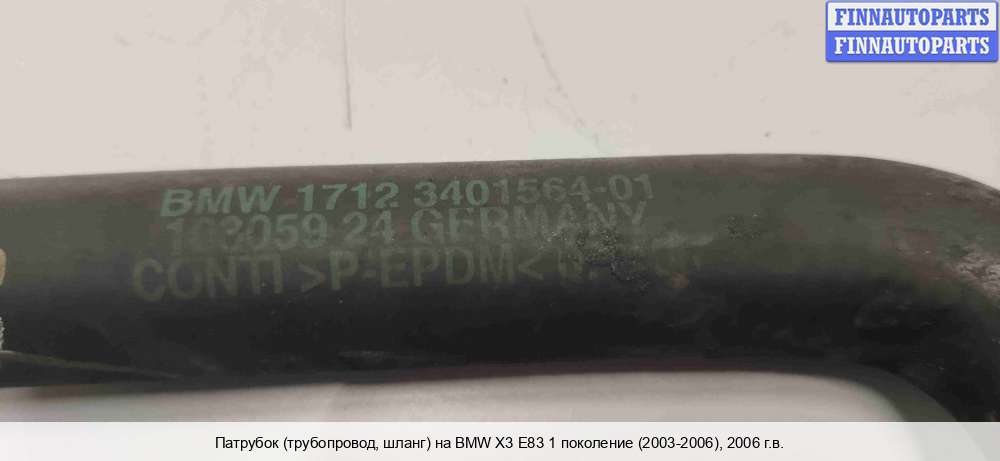 FINNAUTOPARTS
FINNAUTOPARTS
BMW 1712 3401564-01
24 GERMANY
CONTI >P-EPDM<
Патрубок (трубопровод, шланг) на BMW X3 E83 1 поколение (2003-2006), 2006 г.в.